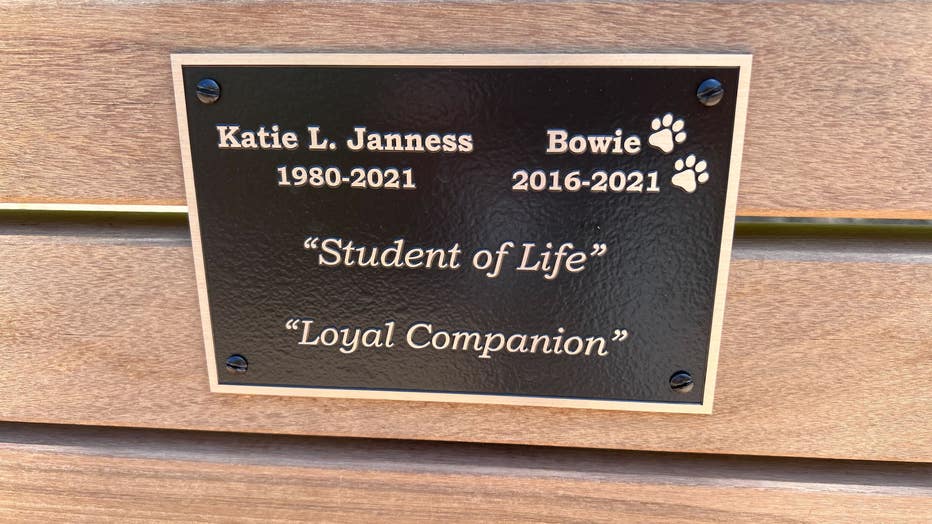 Katie L. Janness Bowie
1980-2021 2016-2021
“Student of Life”
“Loyal Companion”